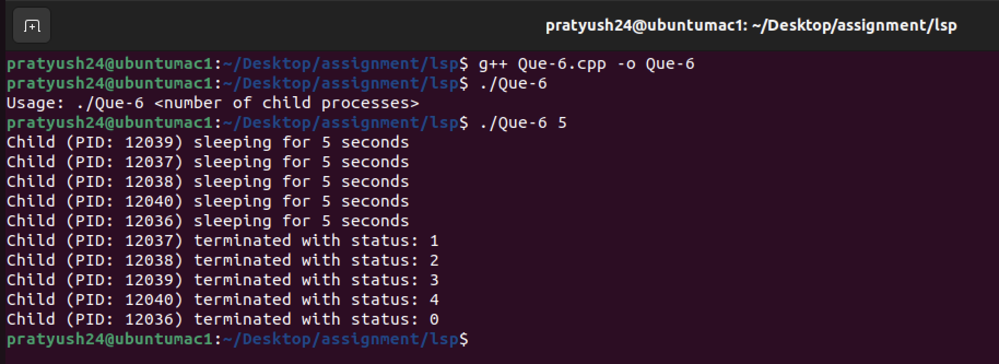 pratyush24@ubuntumac1: ~/Desktop/assignment/lsp
pratyush24@ubuntumac1:~/Desktop/assignment/lsp$ g++ Que-6.cpp -o Que-6
pratyush24@ubuntumac1:~/Desktop/assignment/lsp$ ./Que-6
Usage: ./Que-6 <number of child processes>
pratyush24@ubuntumac1:~/Desktop/assignment/lsp$ ./Que-6 5
Child (PID: 12039) sleeping for 5 seconds
Child (PID: 12037) sleeping for 5 seconds
Child (PID: 12038) sleeping for 5 seconds
Child (PID: 12040) sleeping for 5 seconds
Child (PID: 12036) sleeping for 5 seconds
Child (PID: 12037) terminated with status: 1
Child (PID: 12038) terminated with status: 2
Child (PID: 12039) terminated with status: 3
Child (PID: 12040) terminated with status: 4
Child (PID: 12036) terminated with status: 0
pratyush24@ubuntumac1:~/Desktop/assignment/lsp$